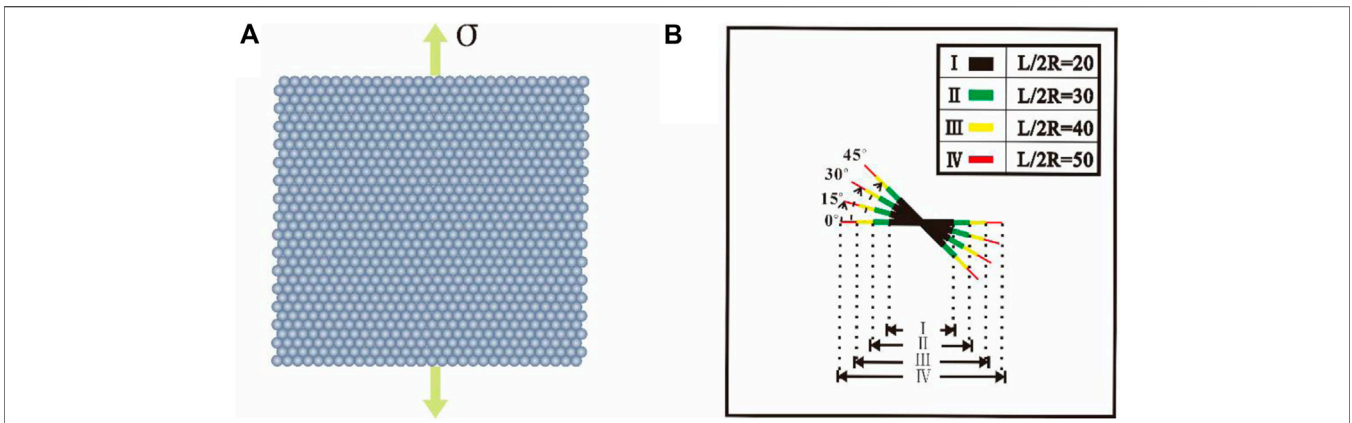 A
σ
B
I L/2R=20
II L/2R=30
III L/2R=40
IV L/2R=50
45°
30°
15°
0°
I
II
III
IV